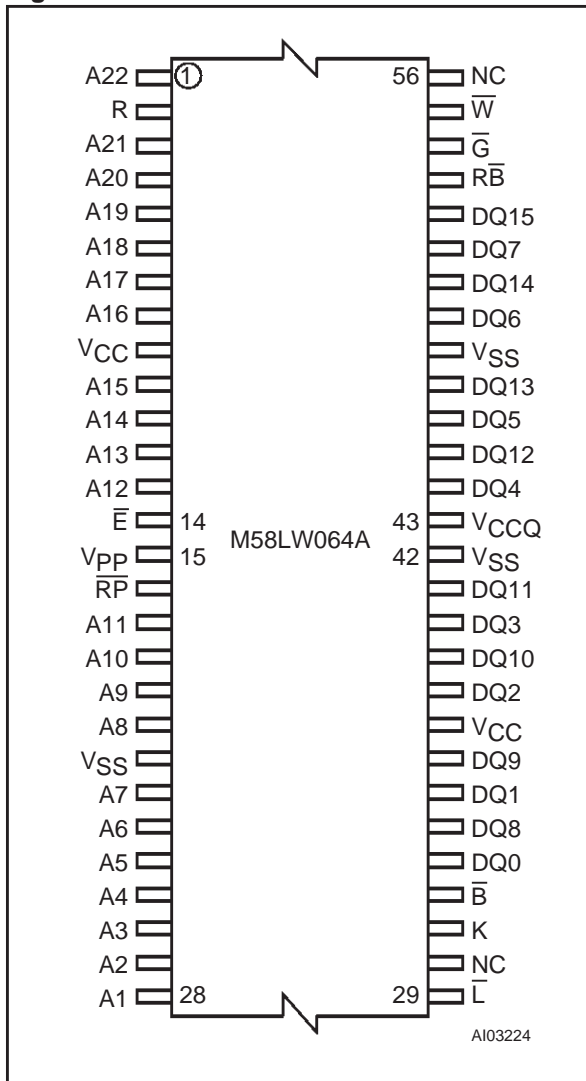 A22 ① 56 NC
R W̅
A21 G̅
A20 RB̅
A19 DQ15
A18 DQ7
A17 DQ14
A16 DQ6
VCC VSS
A15 DQ13
A14 DQ5
A13 DQ12
A12 DQ4
E̅ 14 43 VCCQ
M58LW064A
VPP 15 42 VSS
R̅P̅ DQ11
A11 DQ3
A10 DQ10
A9 DQ2
A8 VCC
VSS DQ9
A7 DQ1
A6 DQ8
A5 DQ0
A4 B̅
A3 K
A2 NC
A1 28 29 L̅
AI03224